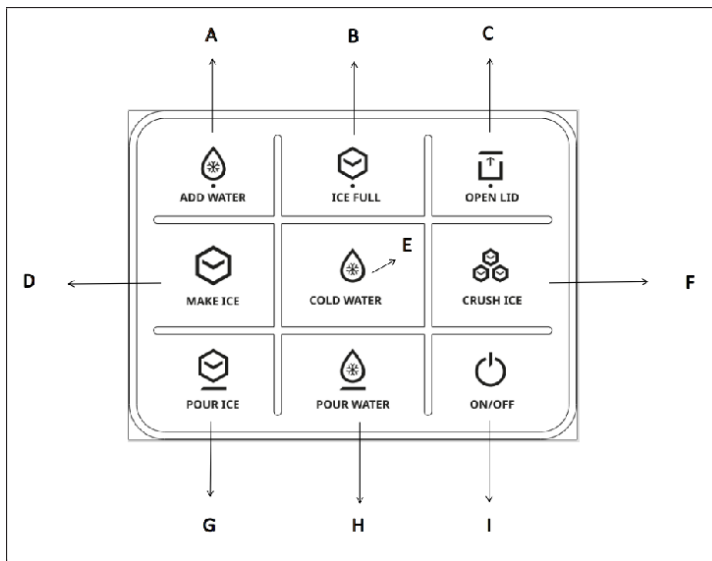 A B C
ADD WATER ICE FULL OPEN LID
E
D F
MAKE ICE COLD WATER CRUSH ICE
POUR ICE POUR WATER ON/OFF
G H I